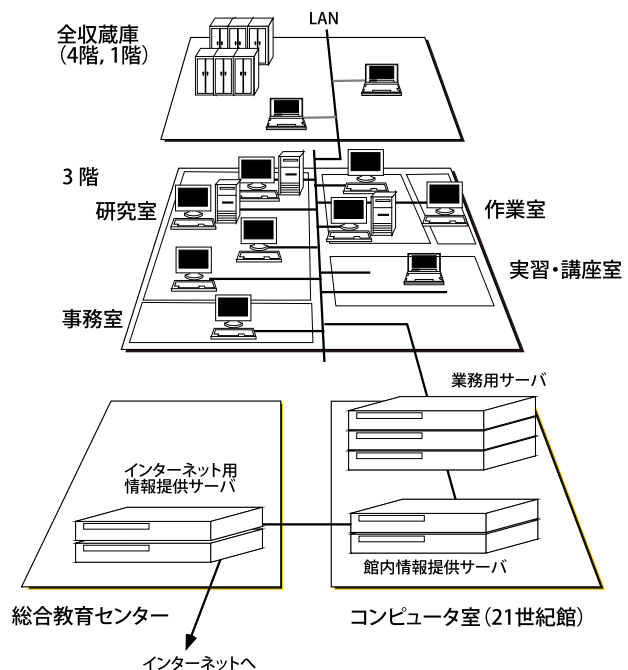 LAN
全収蔵庫
(4階, 1階)
3階
研究室
作業室
実習・講座室
事務室
業務用サーバ
インターネット用
情報提供サーバ
館内情報提供サーバ
総合教育センター
コンピュータ室(21世紀館)
インターネットへ